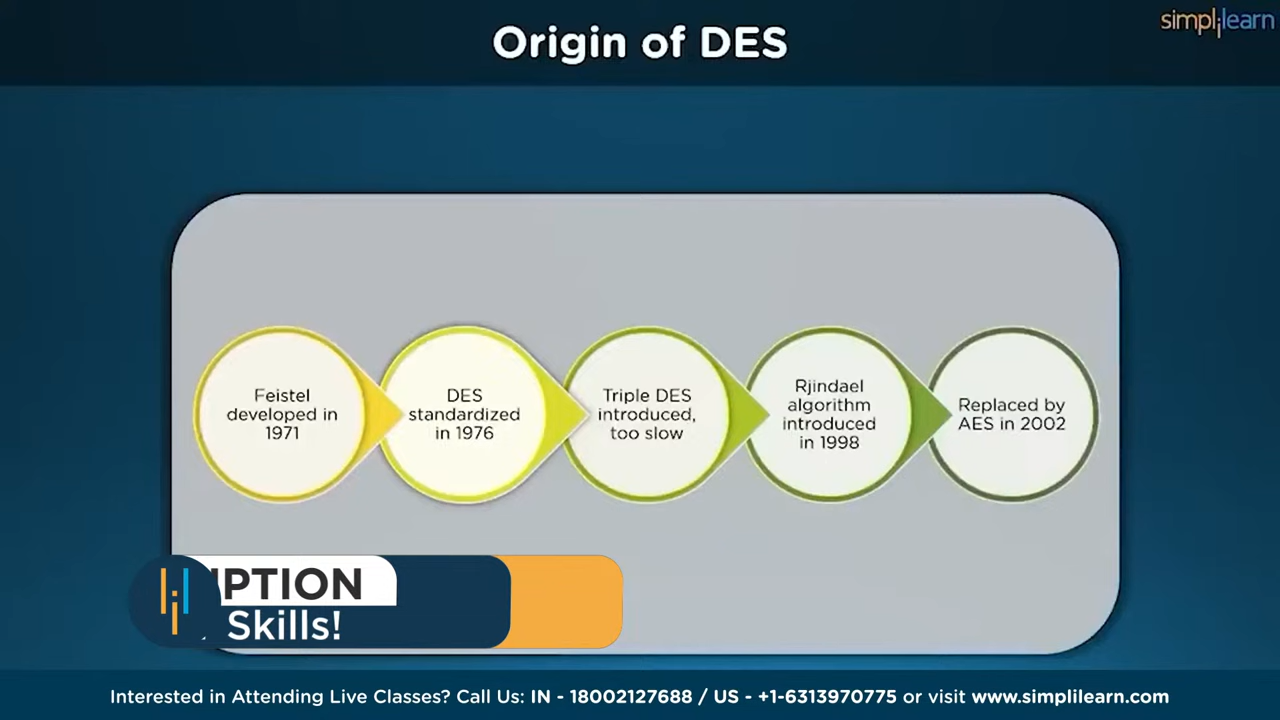 simplilearn
Origin of DES
Feistel
developed in
1971
DES
standardized
in 1976
Triple DES
introduced,
too slow
Rjindael
algorithm
introduced
in 1998
Replaced by
AES in 2002
IPTION
Skills!
Interested in Attending Live Classes? Call Us: IN - 18002127688 / US - +1-6313970775 or visit www.simplilearn.com